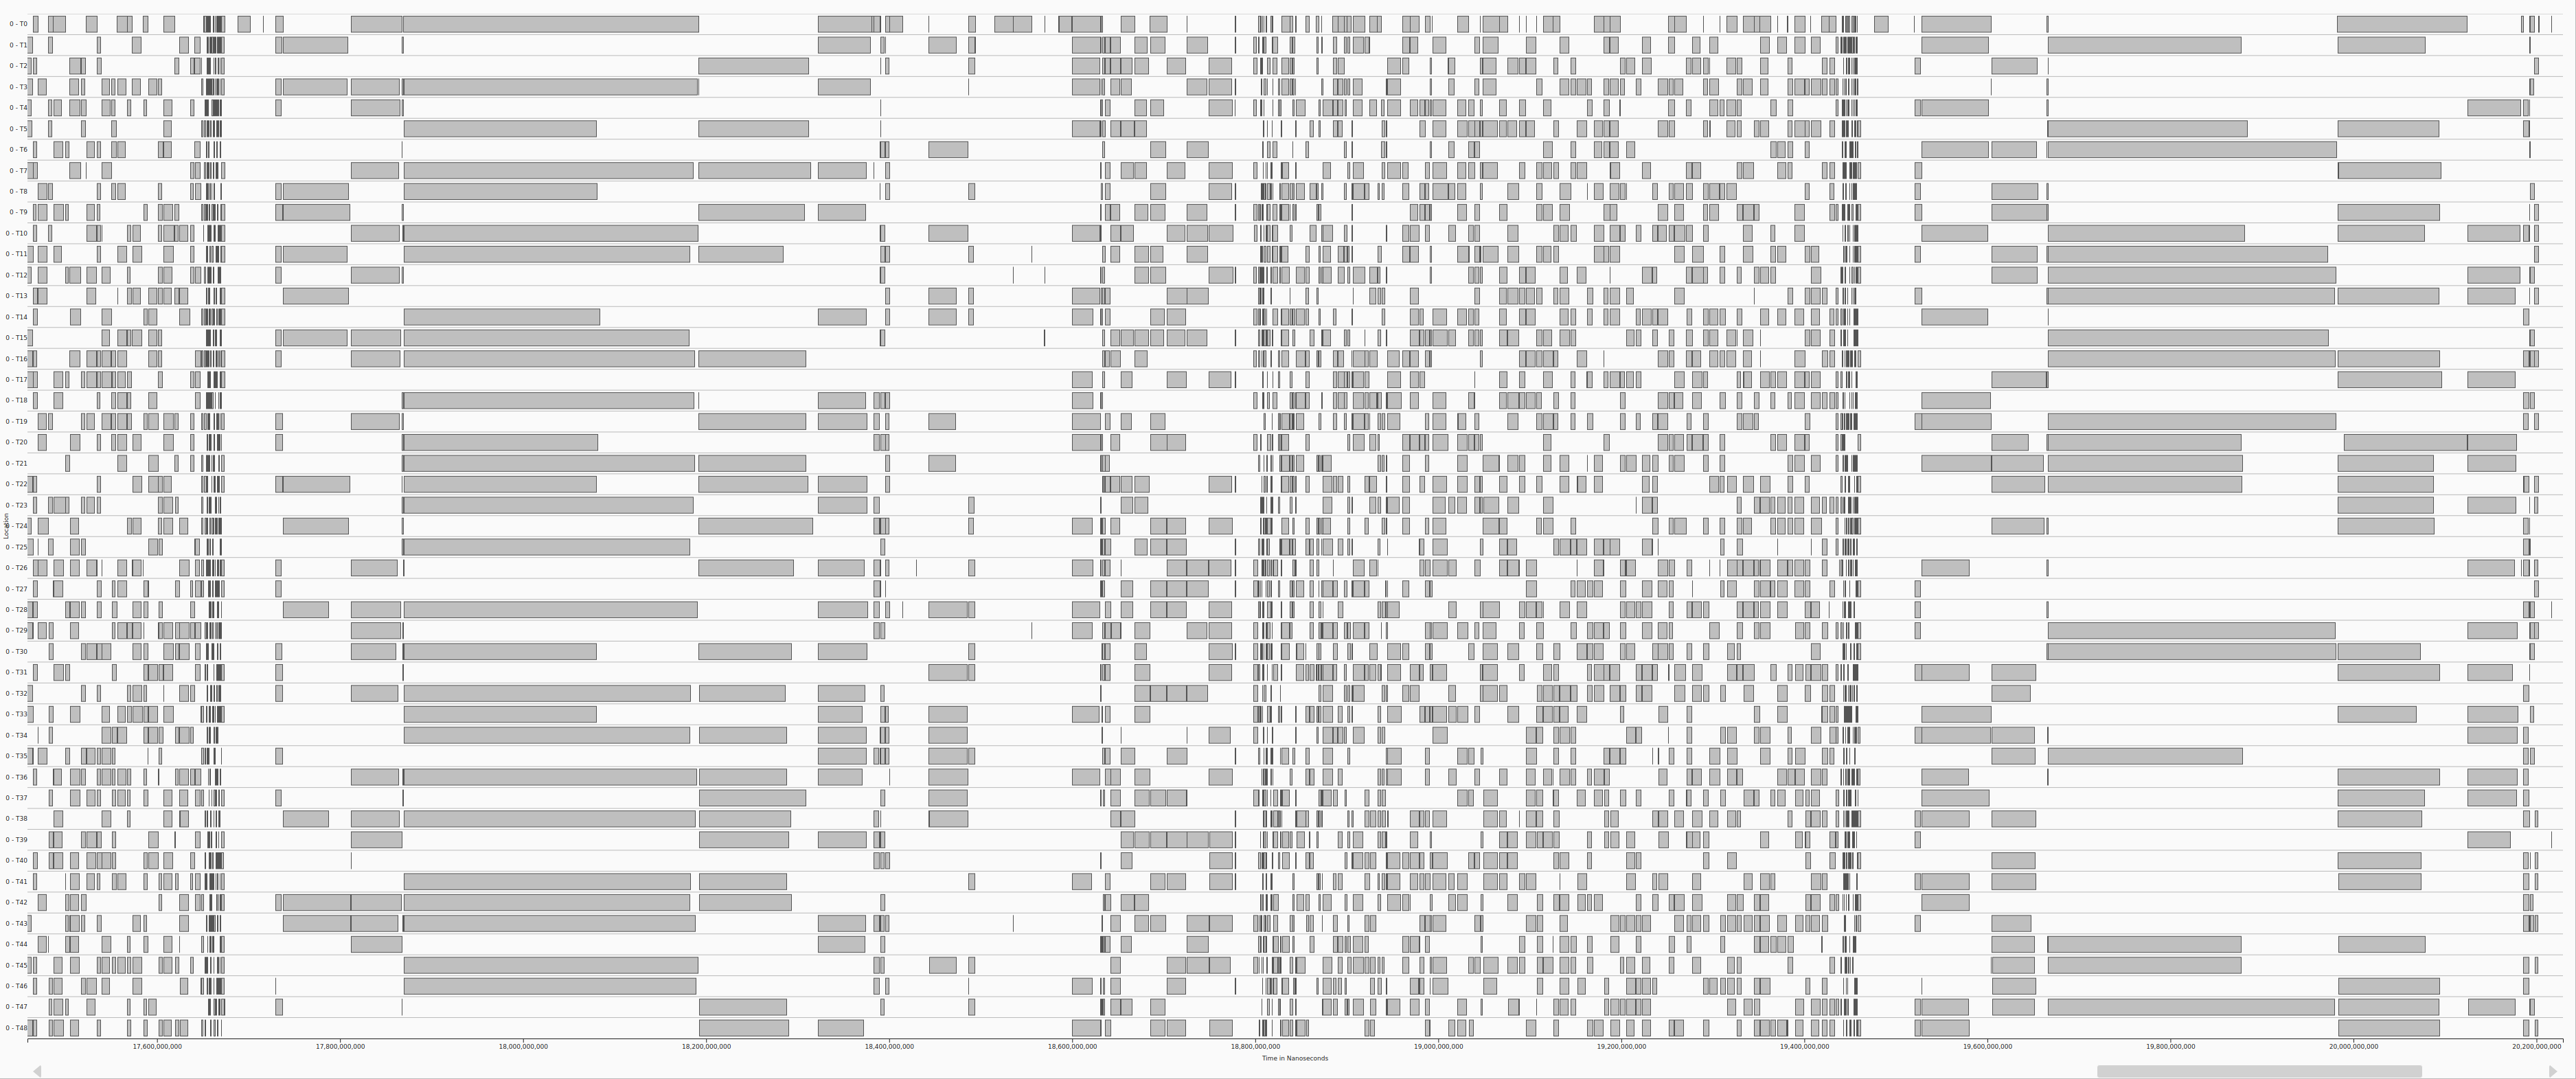 0 - T0
0 - T1
0 - T2
0 - T3
0 - T4
0 - T5
0 - T6
0 - T7
0 - T8
0 - T9
0 - T10
0 - T11
0 - T12
0 - T13
0 - T14
0 - T15
0 - T16
0 - T17
0 - T18
0 - T19
0 - T20
0 - T21
0 - T22
0 - T23
Location
0 - T24
0 - T25
0 - T26
0 - T27
0 - T28
0 - T29
0 - T30
0 - T31
0 - T32
0 - T33
0 - T34
0 - T35
0 - T36
0 - T37
0 - T38
0 - T39
0 - T40
0 - T41
0 - T42
0 - T43
0 - T44
0 - T45
0 - T46
0 - T47
0 - T48
17,600,000,000 17,800,000,000 18,000,000,000 18,200,000,000 18,400,000,000 18,600,000,000 18,800,000,000 19,000,000,000 19,200,000,000 19,400,000,000 19,600,000,000 19,800,000,000 20,000,000,000 20,200,000,000
Time in Nanoseconds